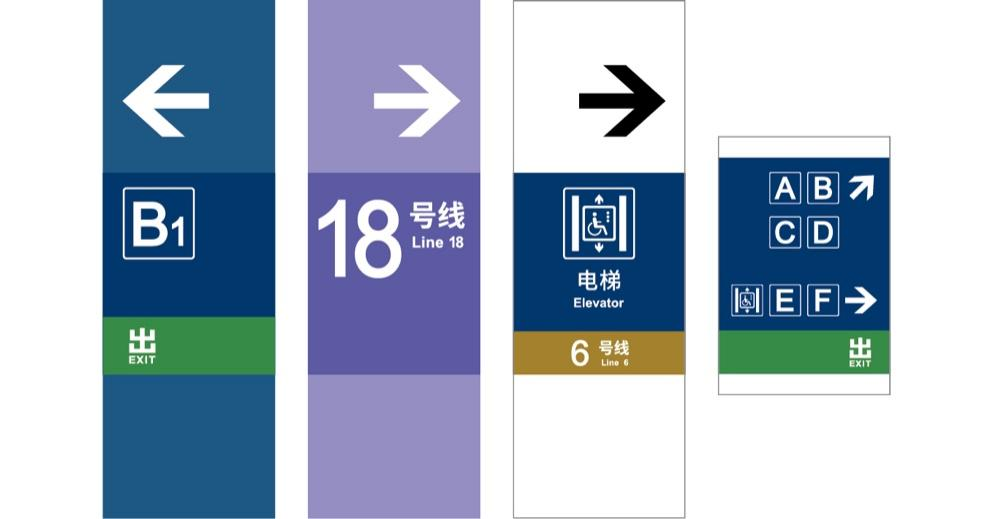 B1
出
EXIT
18 号线
Line 18
电梯
Elevator
6 号线
Line 6
A B
C D
E F
出
EXIT